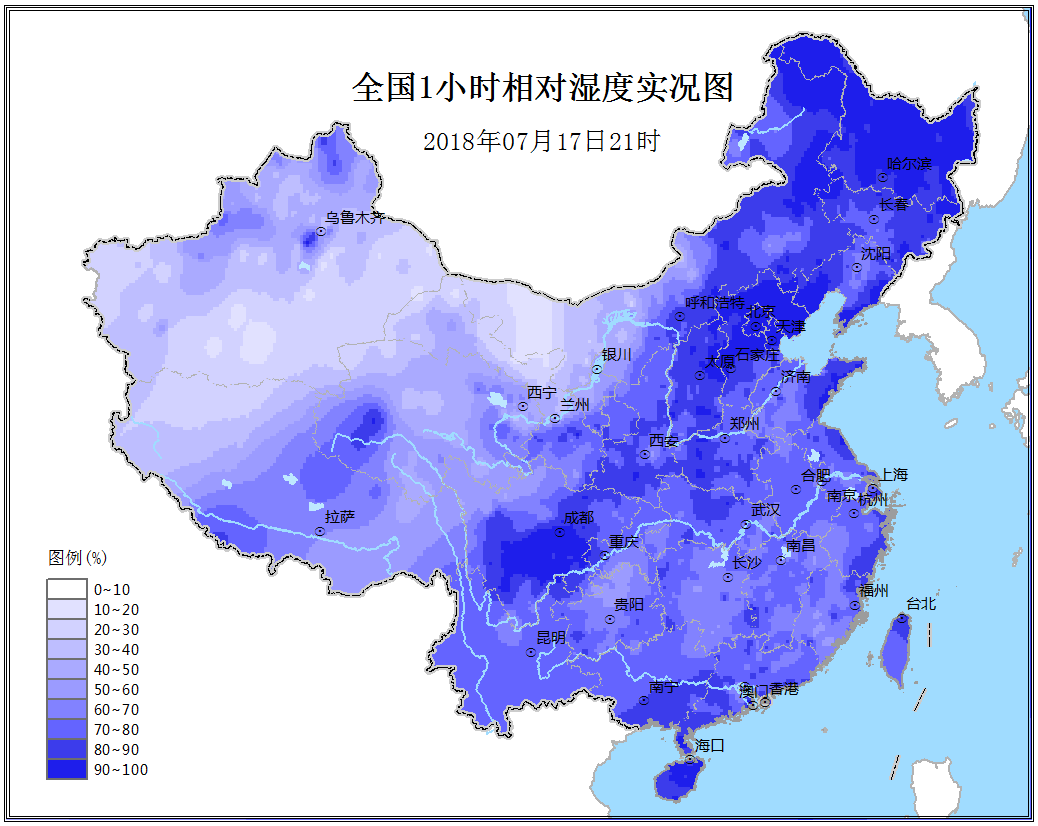 全国1小时相对湿度实况图
2018年07月17日21时
哈尔滨
长春
乌鲁木齐
沈阳
呼和浩特
北京
天津
银川
太原
石家庄
济南
西宁
兰州
郑州
西安
合肥
上海
南京
杭州
拉萨
成都
武汉
重庆
南昌
长沙
福州
台北
贵阳
昆明
南宁
澳门
香港
海口
图例(%)
0~10
10~20
20~30
30~40
40~50
50~60
60~70
70~80
80~90
90~100